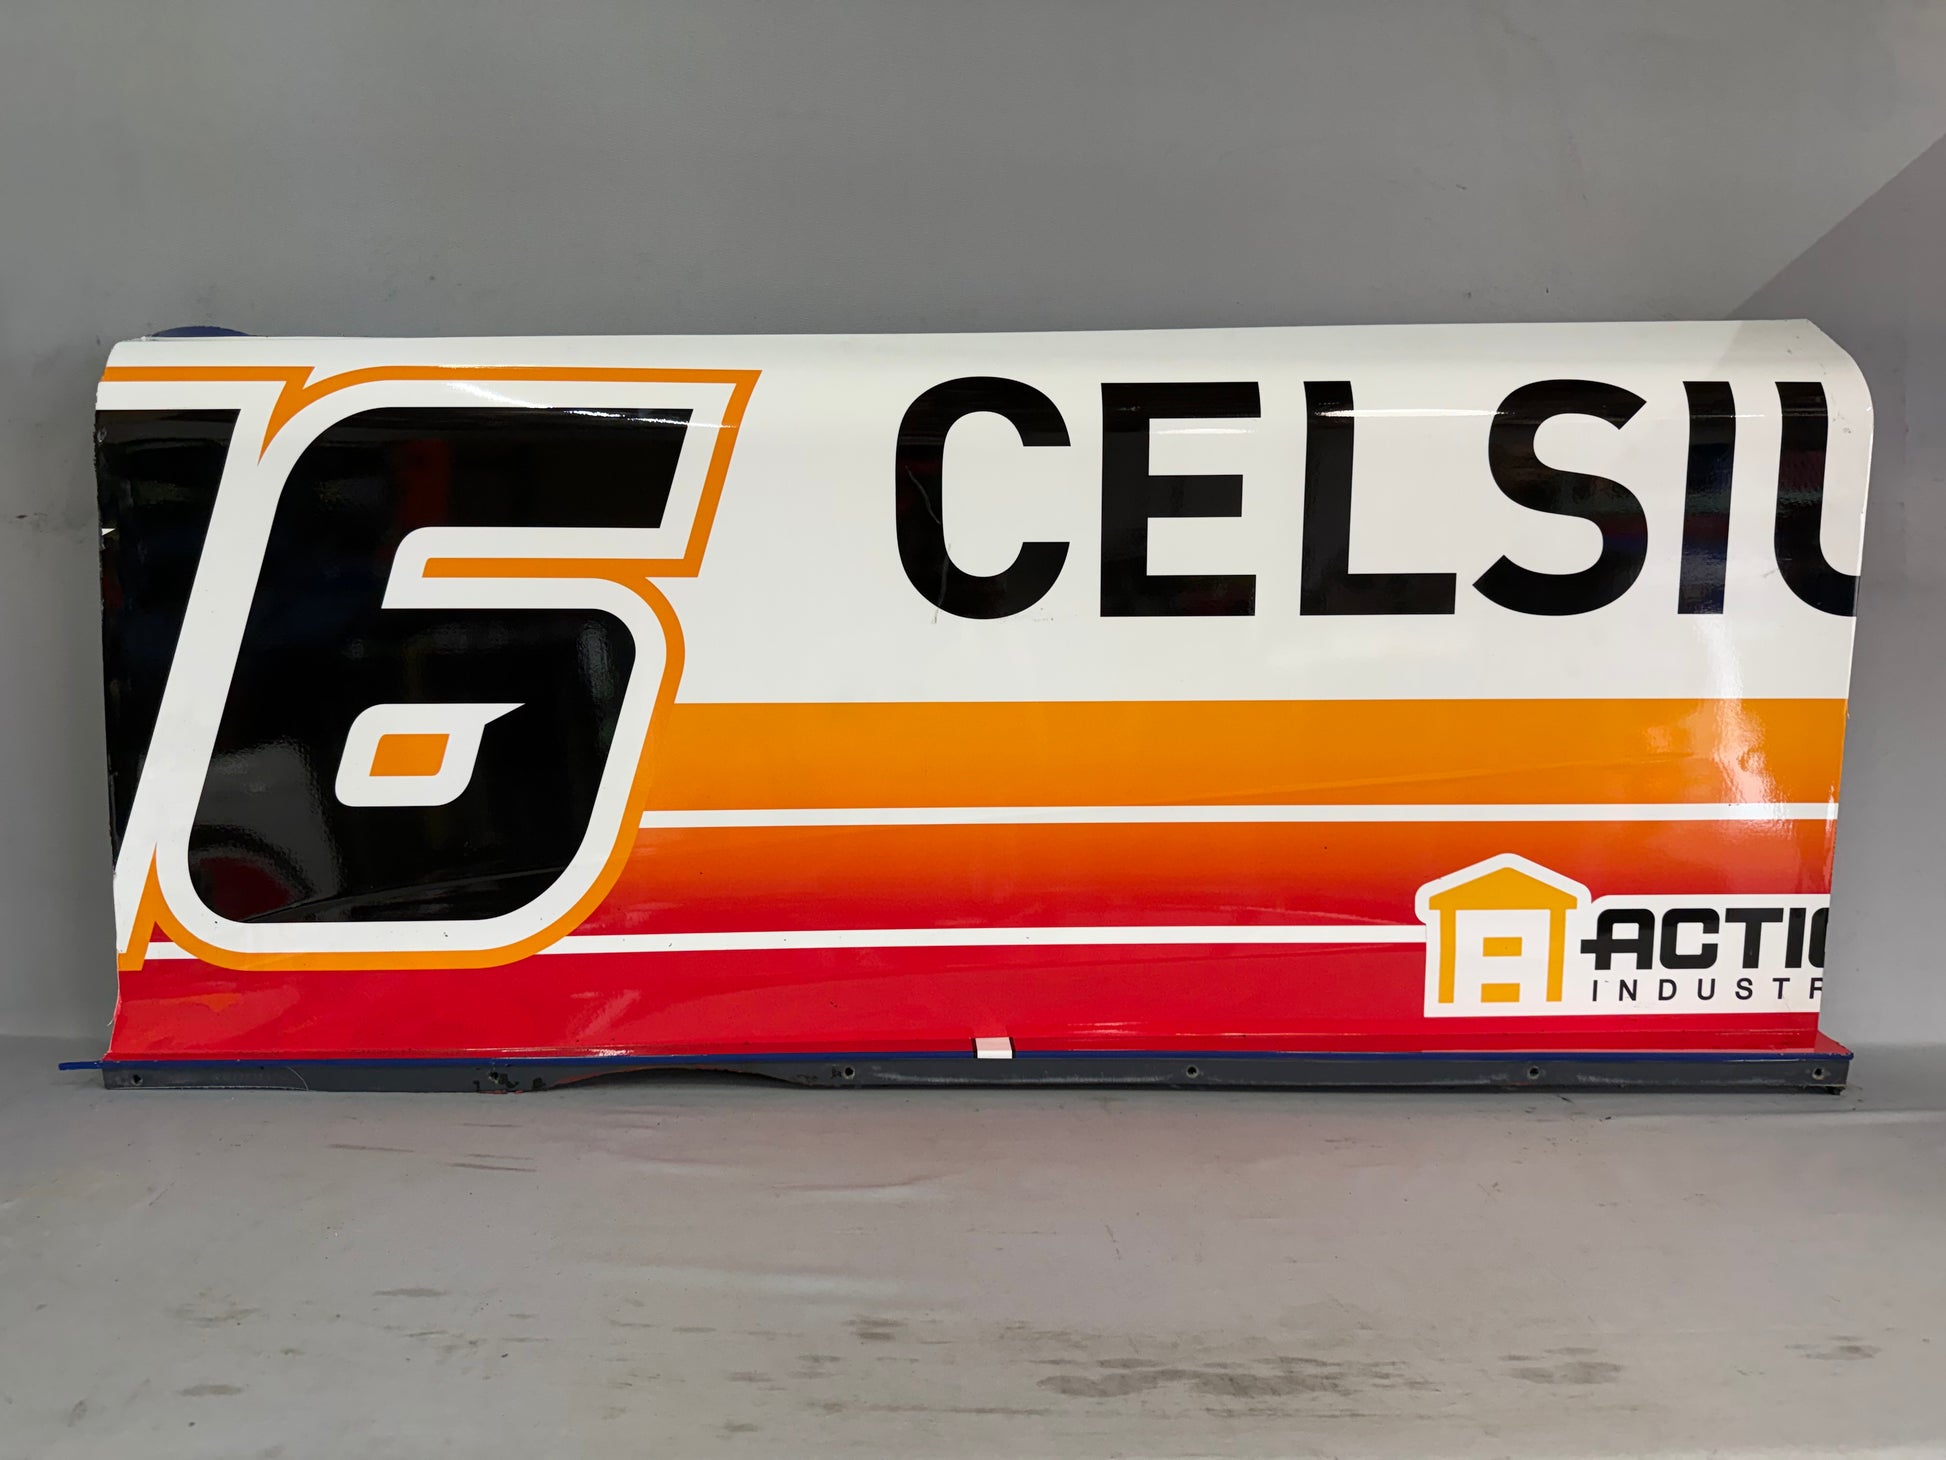 6
CELSIU
ACTIO
INDUSTR